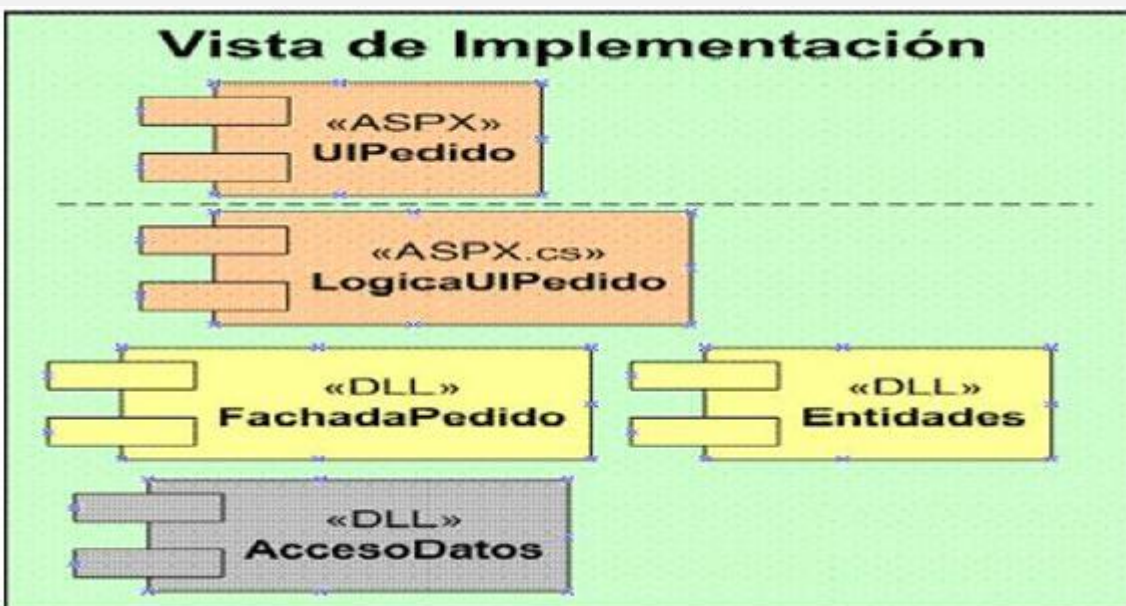 Vista de Implementación
«ASPX»
UIPedido
«ASPX.cs»
LogicaUIPedido
«DLL»
FachadaPedido
«DLL»
Entidades
«DLL»
AccesoDatos